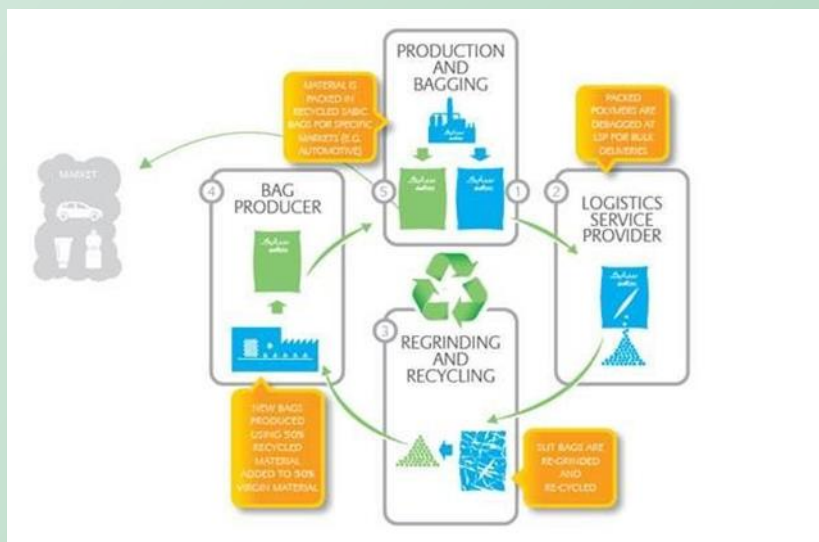 PRODUCTION
AND
BAGGING
MATERIAL IS
PACKED IN
RECYCLED SABIC
BAGS FOR SPECIFIC
MARKETS (E.G.
AUTOMOTIVE)
5
1
PACKED
POLYMERS ARE
DEBAGGED AT
LSP FOR BULK
DELIVERIES
2
LOGISTICS
SERVICE
PROVIDER
3
REGRINDING
AND
RECYCLING
SLIT BAGS ARE
RE-GRINDED
AND
RE-CYCLED
4
BAG
PRODUCER
NEW BAGS
PRODUCED
USING 50%
RECYCLED
MATERIAL
ADDED TO 50%
VIRGIN MATERIAL
MARKET